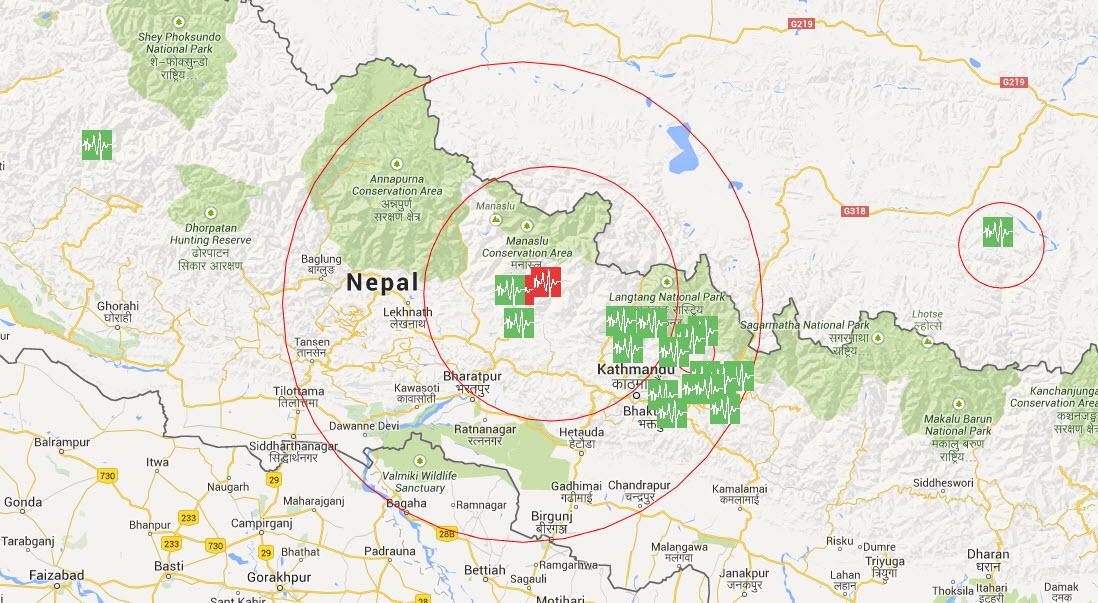 G219
Shey Phoksundo
National Park
शे-फोक्सुन्डो
राष्ट्रिय...
G219
Annapurna
Conservation Area
अन्नपूर्ण
संरक्षण क्षेत्र
Manaslu
G318
Dhorpatan
Hunting Reserve
ढोरपाटन
सिकार आरक्षण
Manaslu
Conservation Area
मनास्लु
Baglung
बाग्लुङ
Nepal
Langtang National Park
Ghorahi
घोराही
Lekhnath
लेखनाथ
Sagarmatha National Park
सगरमाथा
राष्ट्रिय...
Lhotse
ल्होत्से
Tansen
तानसेन
Kathmandu
Bharatpur
भरतपुर
Tilottama
तिलोत्तमा
Kawasoti
कावासोती
Kanchanjunga
Conservation Area
Makalu Barun
National Park
मकालु बरुण
राष्ट्रिय...
Dawanne Devi
Ratnanagar
रत्ननगर
Hetauda
हेटौडा
Balrampur
Siddharthanagar
सिद्धार्थनगर
Itwa
730
29
Naugarh
Valmiki Wildlife
Sanctuary
Gadhimai
गढीमाई
Chandrapur
चन्द्रपुर
Kamalamai
कमलामाई
Siddheswori
Gonda
Maharajganj
Bagaha
Ramnagar
Birgunj
बीरगञ्ज
233
Bhanpur
Campirganj
28B
Tarabganj
233
730
29
Bhathat
Padrauna
Malangawa
मलंगवा
Risku
Dumre
Triyuga
त्रियुगा
Dharan
धरान
Faizabad
Basti
Gorakhpur
Bettiah
Ramgarhwa
Sagauli
Janakpur
जनकपुर
Lahan
लहान
Thoksila
Itahari
इटहरी
Damak
दमक
Sant Kabir
28
Motihari